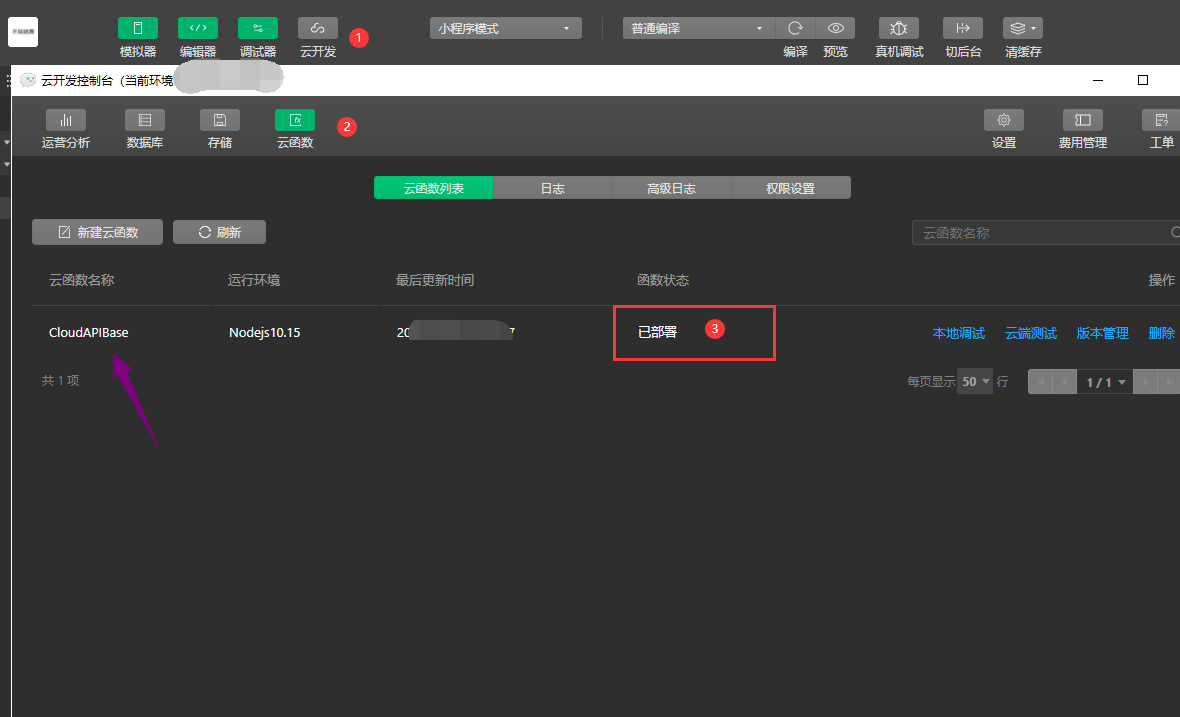 小程序模式
普通编译
模拟器 编辑器 调试器 云开发 1 编译 预览 真机调试 切后台 清缓存
云开发控制台（当前环境
运营分析 数据库 存储 云函数 2 设置 费用管理 工单
云函数列表 日志 高级日志 权限设置
新建云函数 刷新 云函数名称
云函数名称 运行环境 最后更新时间 函数状态 操作
CloudAPIBase Nodejs10.15 20 7 已部署 3 本地调试 云端测试 版本管理 删除
共 1 项 每页显示 50 行 1 / 1